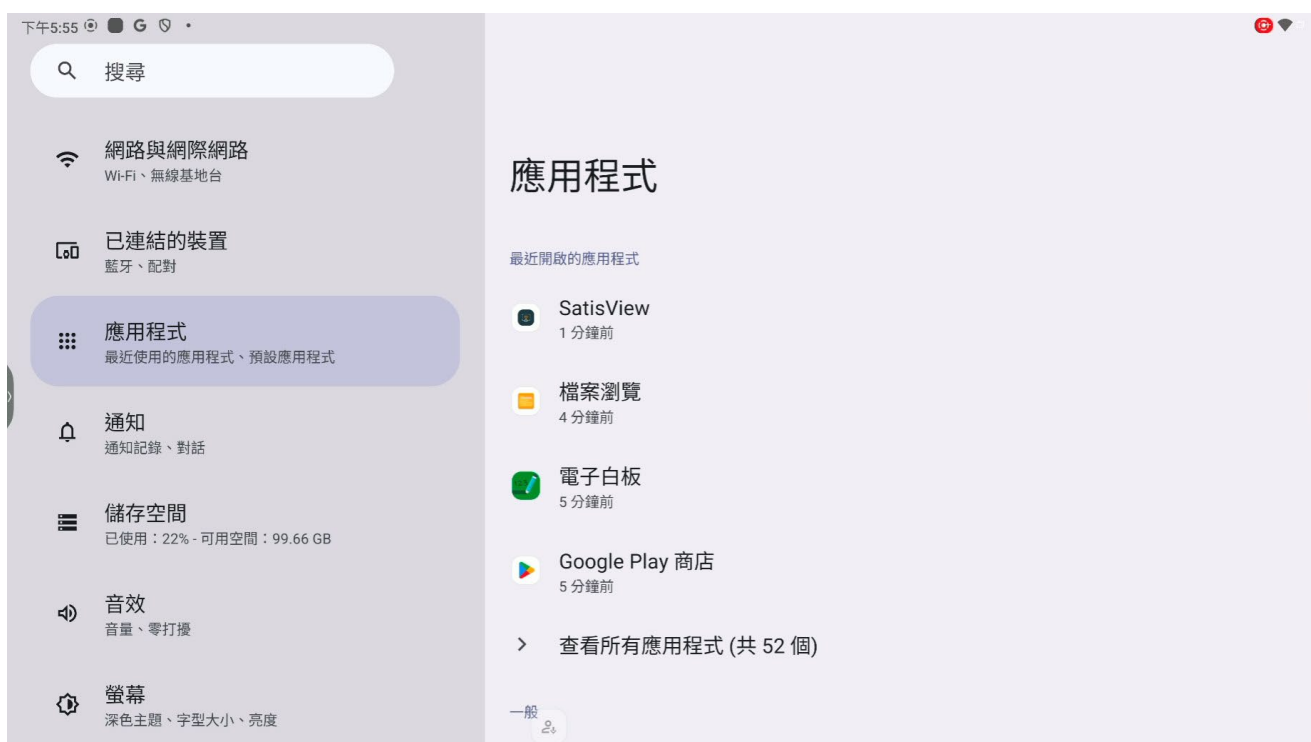 下午5:55
搜尋
網路與網際網路
Wi-Fi、無線基地台
已連結的裝置
藍牙、配對
應用程式
最近使用的應用程式、預設應用程式
通知
通知記錄、對話
儲存空間
已使用：22% - 可用空間：99.66 GB
音效
音量、零打擾
螢幕
深色主題、字型大小、亮度
應用程式
最近開啟的應用程式
SatisView
1 分鐘前
檔案瀏覽
4 分鐘前
電子白板
5 分鐘前
Google Play 商店
5 分鐘前
查看所有應用程式 (共 52 個)
一般